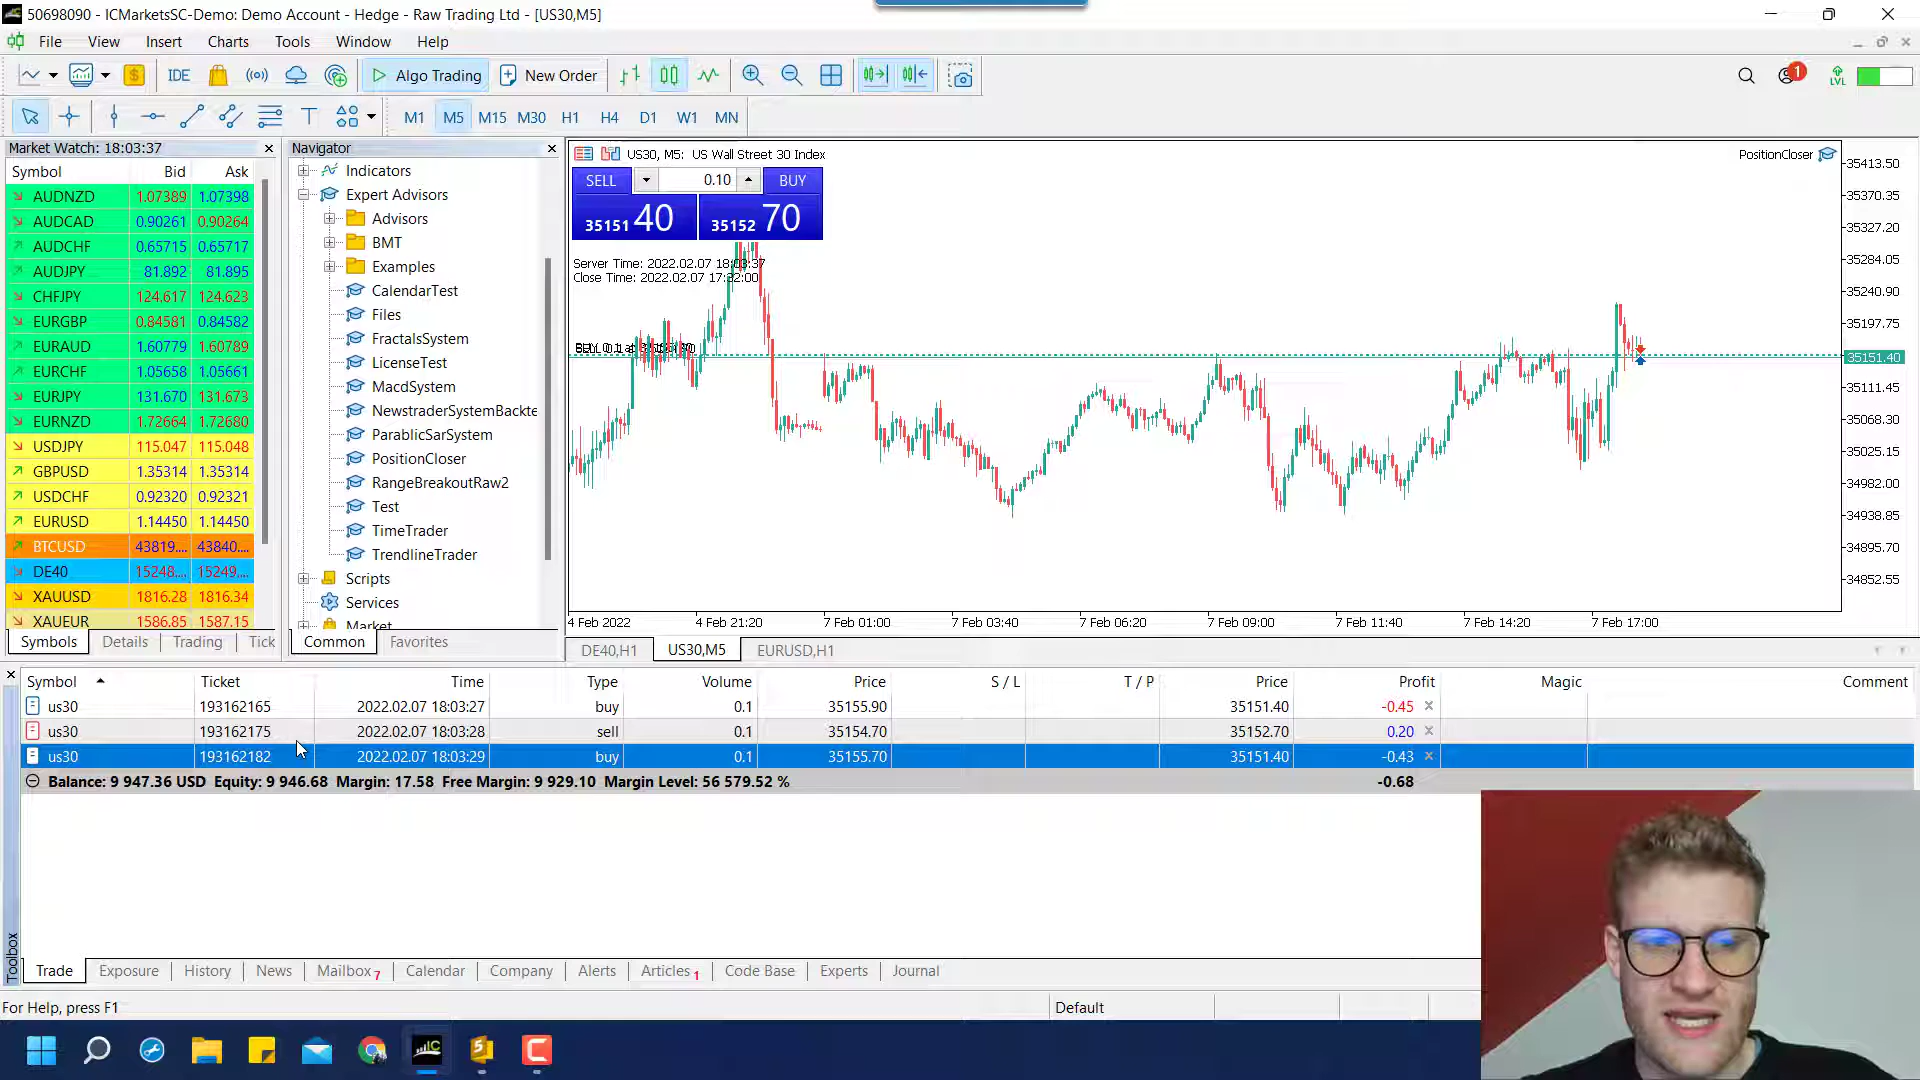 50698090 - ICMarketsSC-Demo: Demo Account - Hedge - Raw Trading Ltd - [US30,M5]
File View Insert Charts Tools Window Help
IDE Algo Trading New Order 1 LVL
M1 M5 M15 M30 H1 H4 D1 W1 MN
Market Watch: 18:03:37
Symbol Bid Ask
AUDNZD 1.07389 1.07398
AUDCAD 0.90261 0.90264
AUDCHF 0.65715 0.65717
AUDJPY 81.892 81.895
CHFJPY 124.617 124.623
EURGBP 0.84581 0.84582
EURAUD 1.60779 1.60789
EURCHF 1.05658 1.05661
EURJPY 131.670 131.673
EURNZD 1.72664 1.72680
USDJPY 115.047 115.048
GBPUSD 1.35314 1.35314
USDCHF 0.92320 0.92321
EURUSD 1.14450 1.14450
BTCUSD 43819.... 43840....
DE40 15248.... 15249....
XAUUSD 1816.28 1816.34
XAUEUR 1586.85 1587.15
Symbols Details Trading Tick
Navigator
Indicators
Expert Advisors
Advisors
BMT
Examples
CalendarTest
Files
FractalsSystem
LicenseTest
MacdSystem
NewstraderSystemBackte
ParablicSarSystem
PositionCloser
RangeBreakoutRaw2
Test
TimeTrader
TrendlineTrader
Scripts
Services
Market
Common Favorites
US30, M5: US Wall Street 30 Index
PositionCloser
SELL 0.10 BUY
35151 40 35152 70
Server Time: 2022.02.07 18:03:37
Close Time: 2022.02.07 17:22:00
35413.50
35370.35
35327.20
35284.05
35240.90
35197.75
35151.40
35111.45
35068.30
35025.15
34982.00
34938.85
34895.70
34852.55
4 Feb 2022 4 Feb 21:20 7 Feb 01:00 7 Feb 03:40 7 Feb 06:20 7 Feb 09:00 7 Feb 11:40 7 Feb 14:20 7 Feb 17:00
DE40,H1 US30,M5 EURUSD,H1
Symbol Ticket Time Type Volume Price S / L T / P Price Profit Magic Comment
us30 193162165 2022.02.07 18:03:27 buy 0.1 35155.90 35151.40 -0.45
us30 193162175 2022.02.07 18:03:28 sell 0.1 35154.70 35152.70 0.20
us30 193162182 2022.02.07 18:03:29 buy 0.1 35155.70 35151.40 -0.43
Balance: 9 947.36 USD Equity: 9 946.68 Margin: 17.58 Free Margin: 9 929.10 Margin Level: 56 579.52 % -0.68
Toolbox
Trade Exposure History News Mailbox 7 Calendar Company Alerts Articles 1 Code Base Experts Journal
For Help, press F1
Default